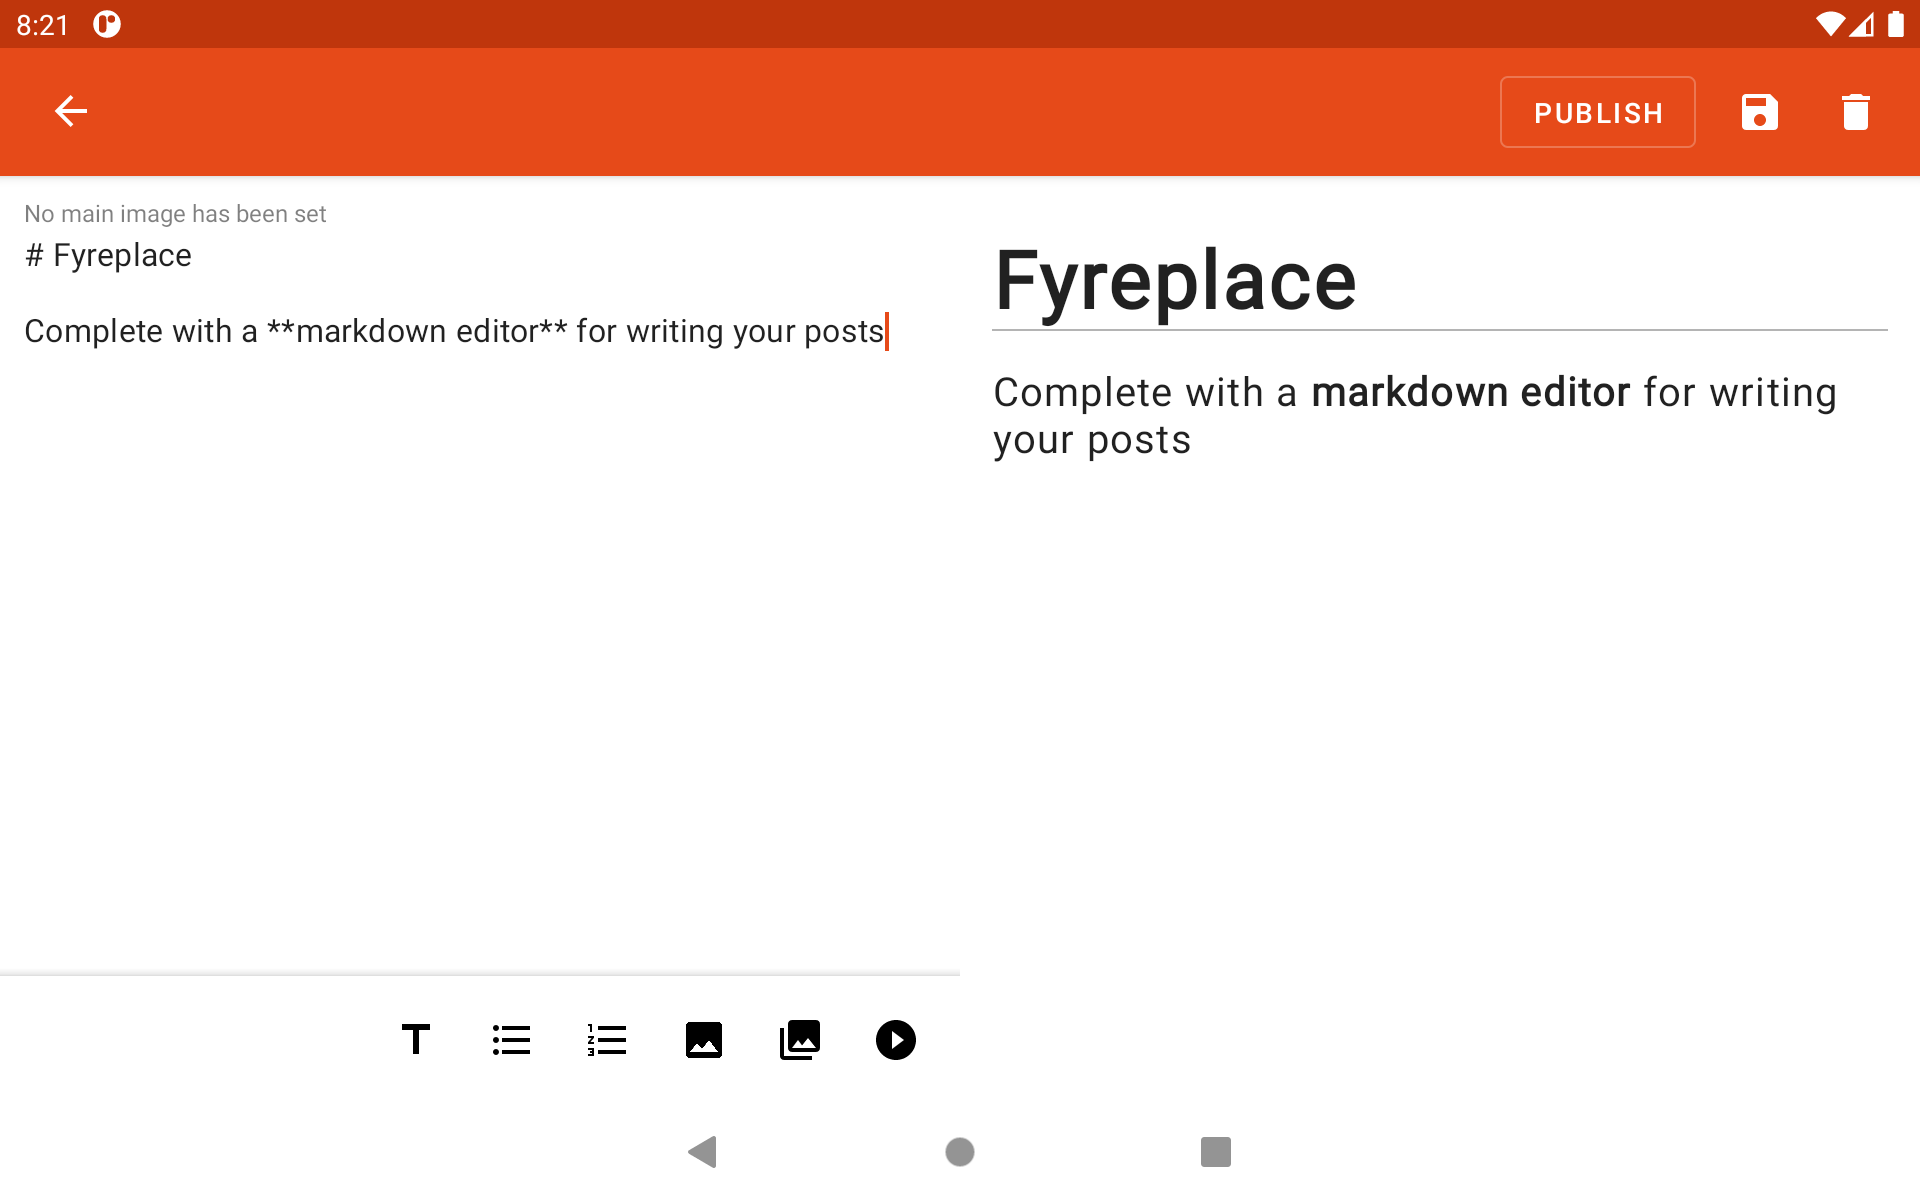 8:21
PUBLISH
No main image has been set
# Fyreplace
Complete with a **markdown editor** for writing your posts
Fyreplace
Complete with a markdown editor for writing
your posts